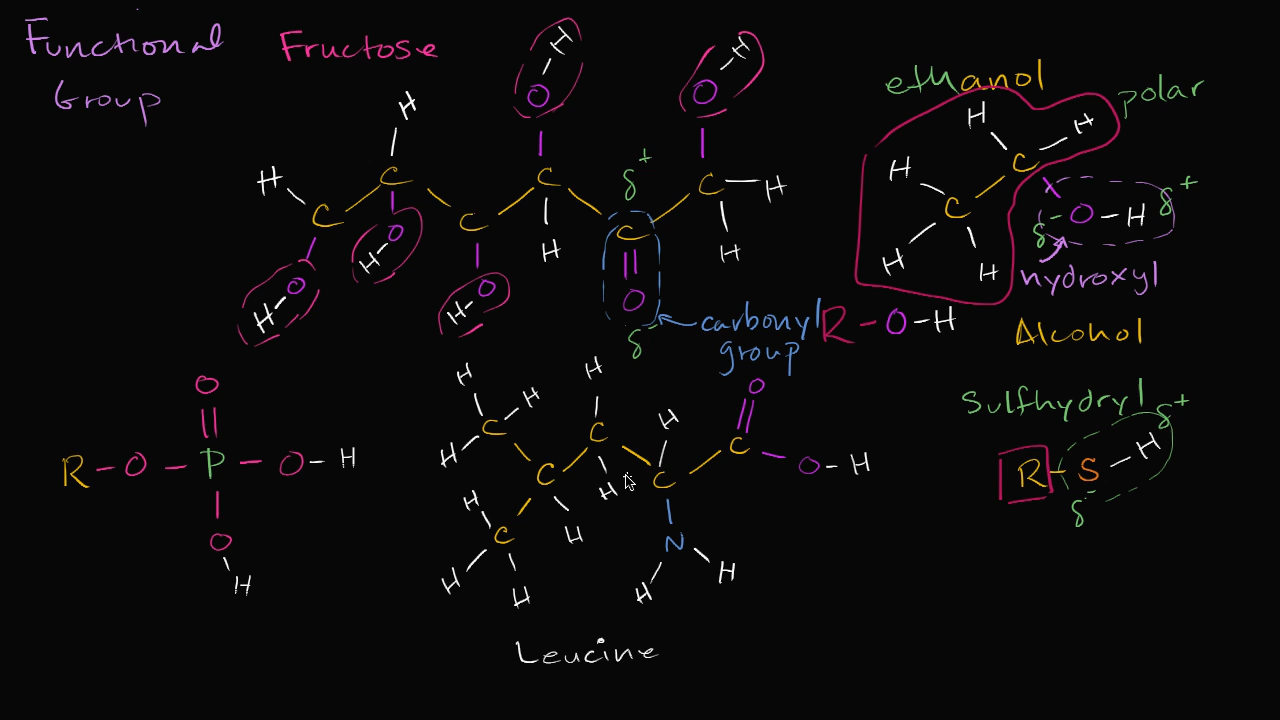 Functional
Group
Fructose
H
O
H
O
H
H
C
C
C
C
C
C
H
O
H
O
H
O
H
H
H
H
δ+
O
δ-
carbonyl
group
ethanol
polar
H
H
C
H
C
H
H
O-H
δ-
δ+
hydroxyl
R-O-H
Alcohol
Sulfhydryl
R-S-H
δ-
δ+
O
R-O-P-O-H
O
H
H
H
H
C
H
C
H
H
C
C
C
O
O-H
H
H
H
C
H
H
N
H
H
Leucine